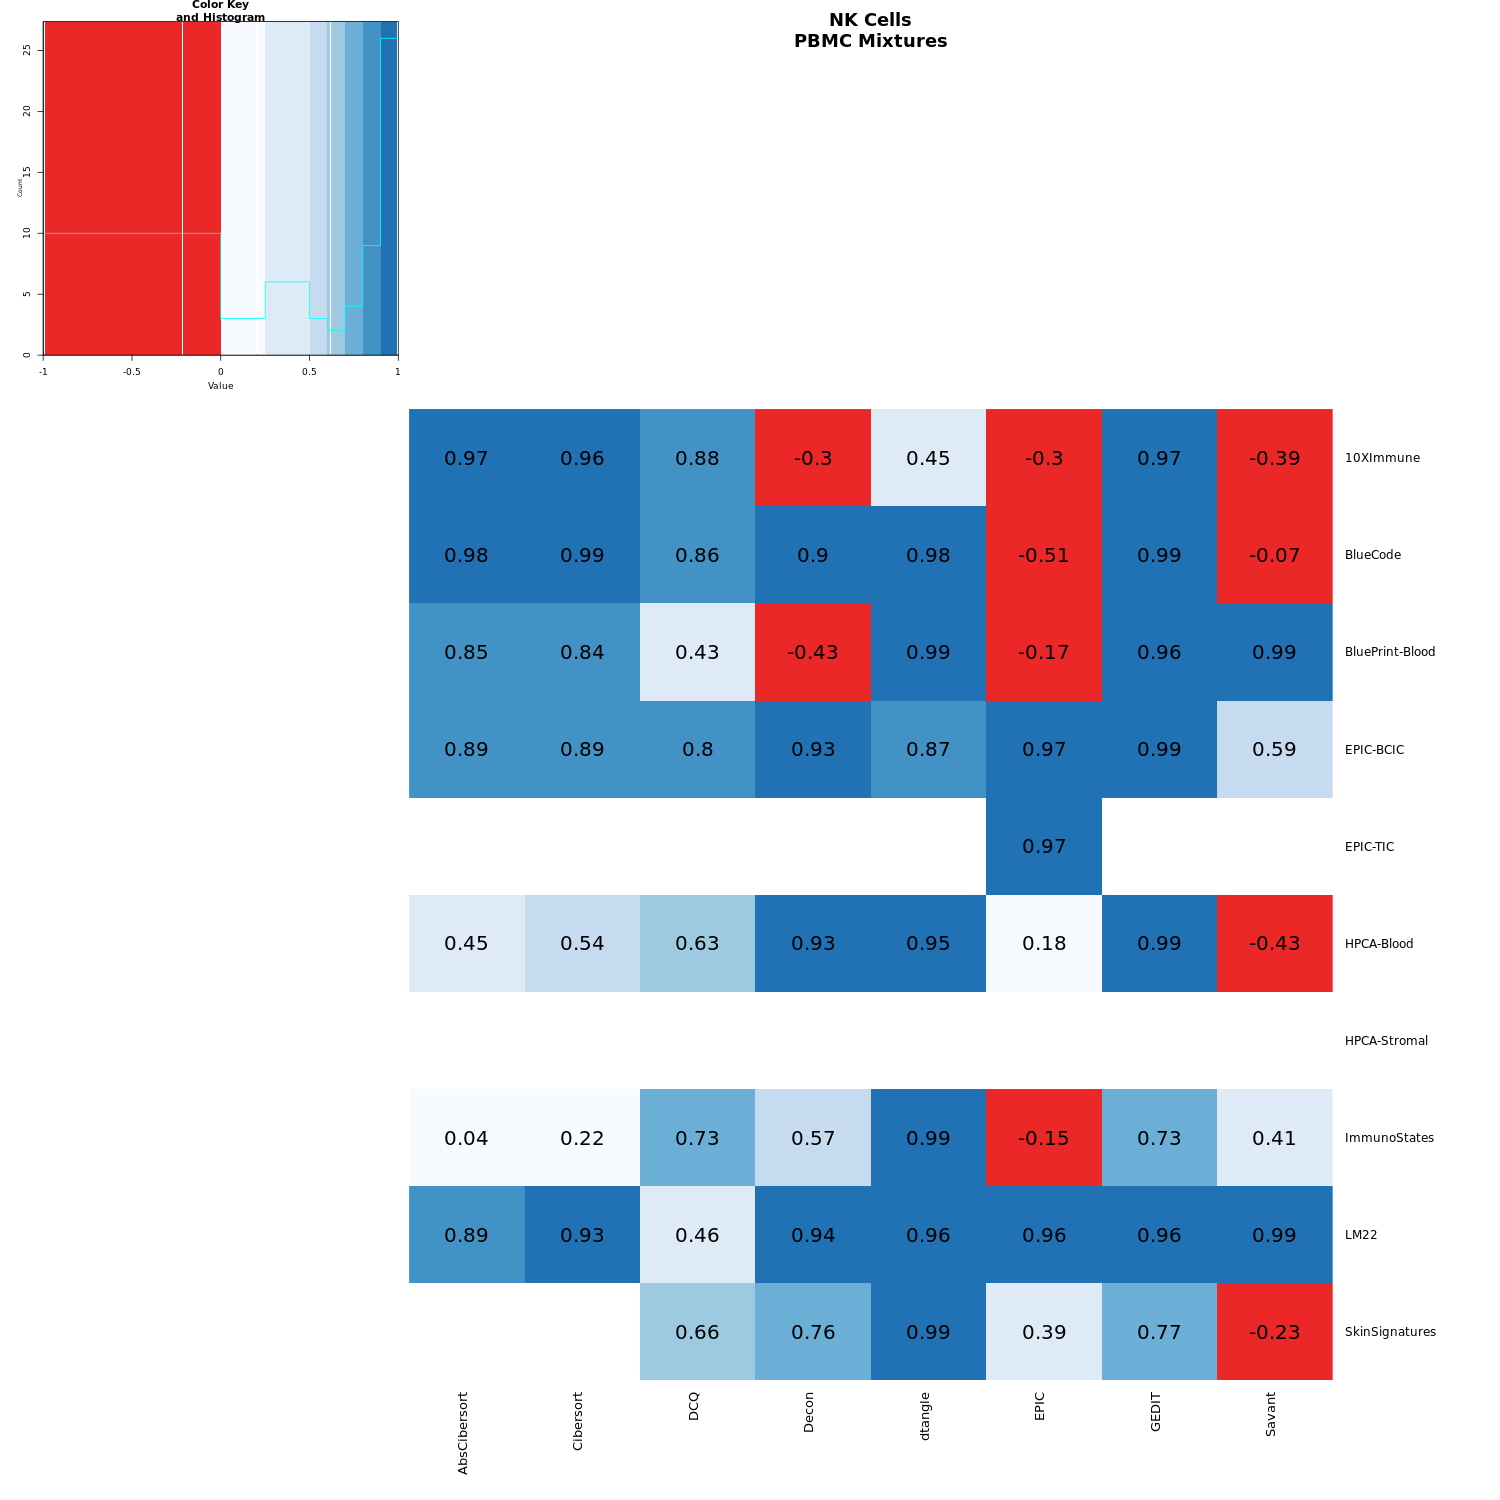 Color Key
and Histogram
NK Cells
PBMC Mixtures
25
20
15
10
5
0
Count
-1 -0.5 0 0.5 1
Value
0.97 0.96 0.88 -0.3 0.45 -0.3 0.97 -0.39 10XImmune
0.98 0.99 0.86 0.9 0.98 -0.51 0.99 -0.07 BlueCode
0.85 0.84 0.43 -0.43 0.99 -0.17 0.96 0.99 BluePrint-Blood
0.89 0.89 0.8 0.93 0.87 0.97 0.99 0.59 EPIC-BCIC
0.97 EPIC-TIC
0.45 0.54 0.63 0.93 0.95 0.18 0.99 -0.43 HPCA-Blood
HPCA-Stromal
0.04 0.22 0.73 0.57 0.99 -0.15 0.73 0.41 ImmunoStates
0.89 0.93 0.46 0.94 0.96 0.96 0.96 0.99 LM22
0.66 0.76 0.99 0.39 0.77 -0.23 SkinSignatures
AbsCibersort
Cibersort
DCQ
Decon
dtangle
EPIC
GEDIT
Savant